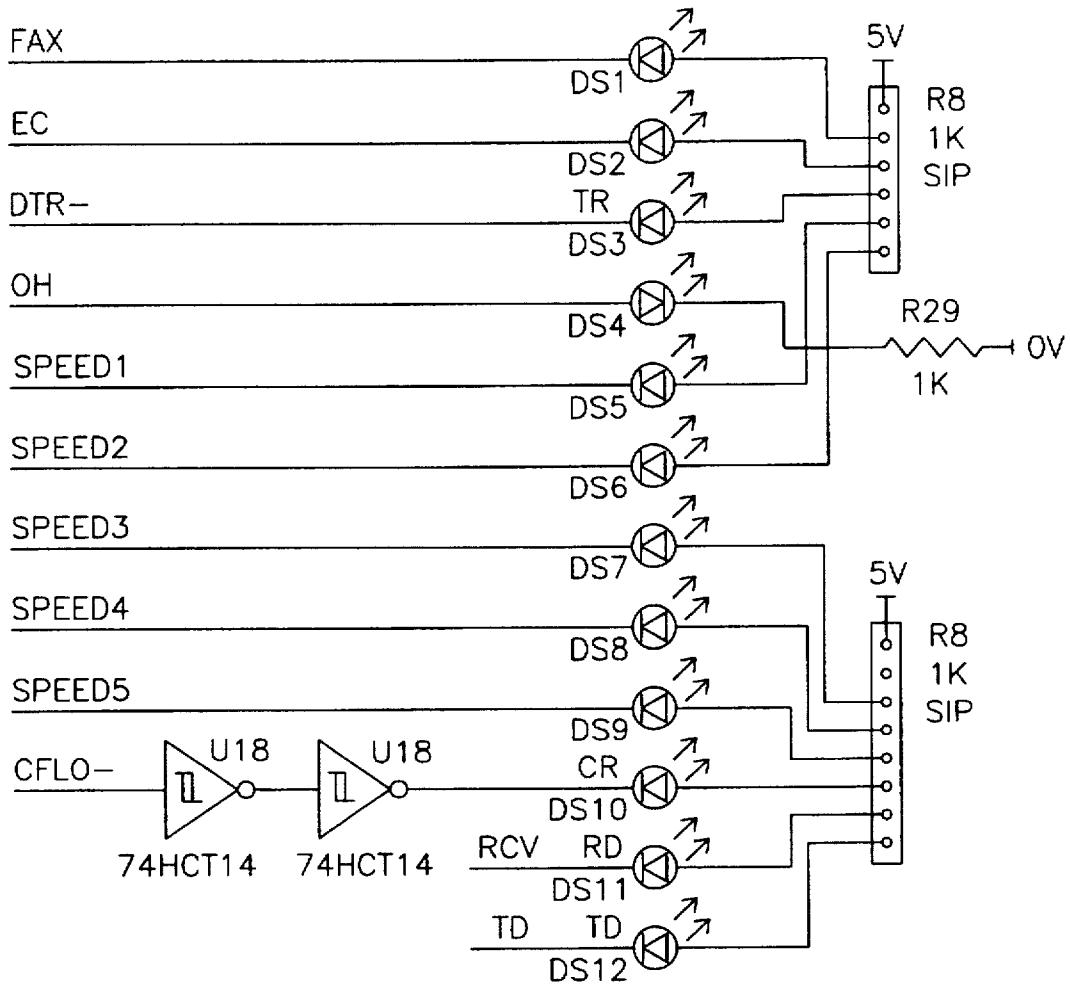 FAX
DS1
5V
R8
1K
SIP
EC
DS2
DTR-
TR
DS3
OH
DS4
R29
1K
0V
SPEED1
DS5
SPEED2
DS6
SPEED3
DS7
5V
R8
1K
SIP
SPEED4
DS8
SPEED5
DS9
CFLO-
U18
U18
74HCT14
74HCT14
CR
DS10
RCV
RD
DS11
TD
TD
DS12